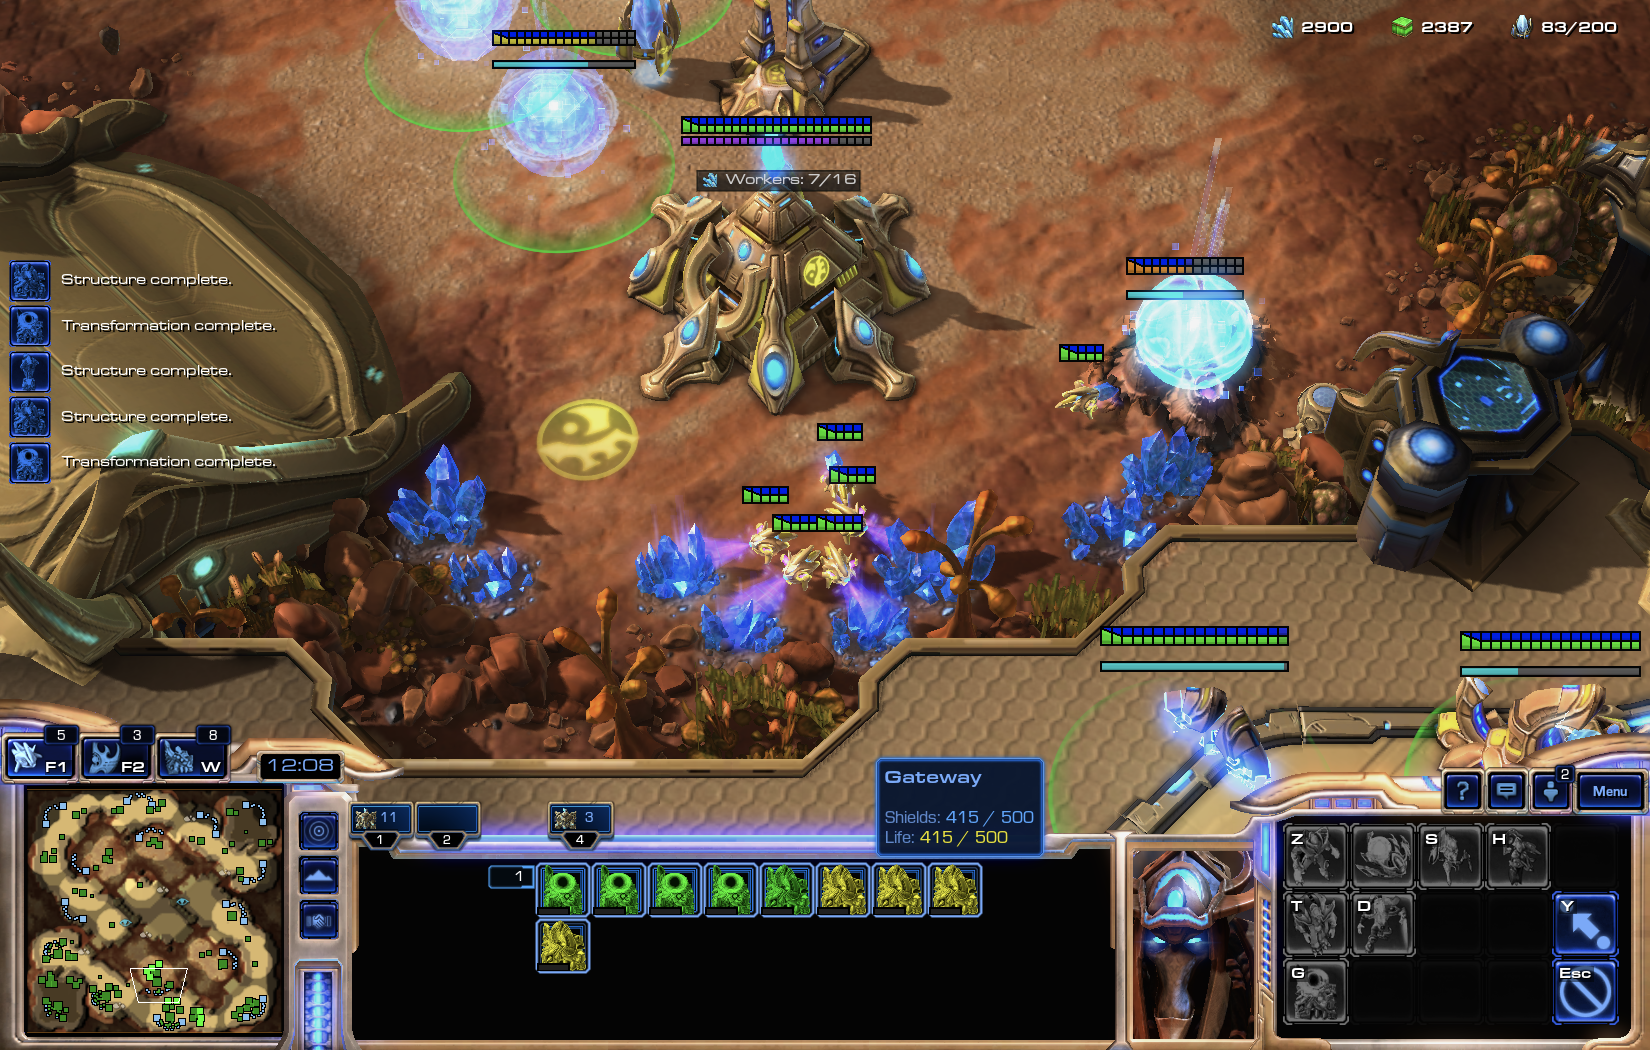 2900 2387 83/200
Workers: 7/16
Structure complete.
Transformation complete.
Structure complete.
Structure complete.
Transformation complete.
5 3 8
F1 F2 W
12:08
Gateway
Shields: 415 / 500
Life: 415 / 500
2
? Menu
11 3
1 2 4
1
Z S H
T D Y
G Esc